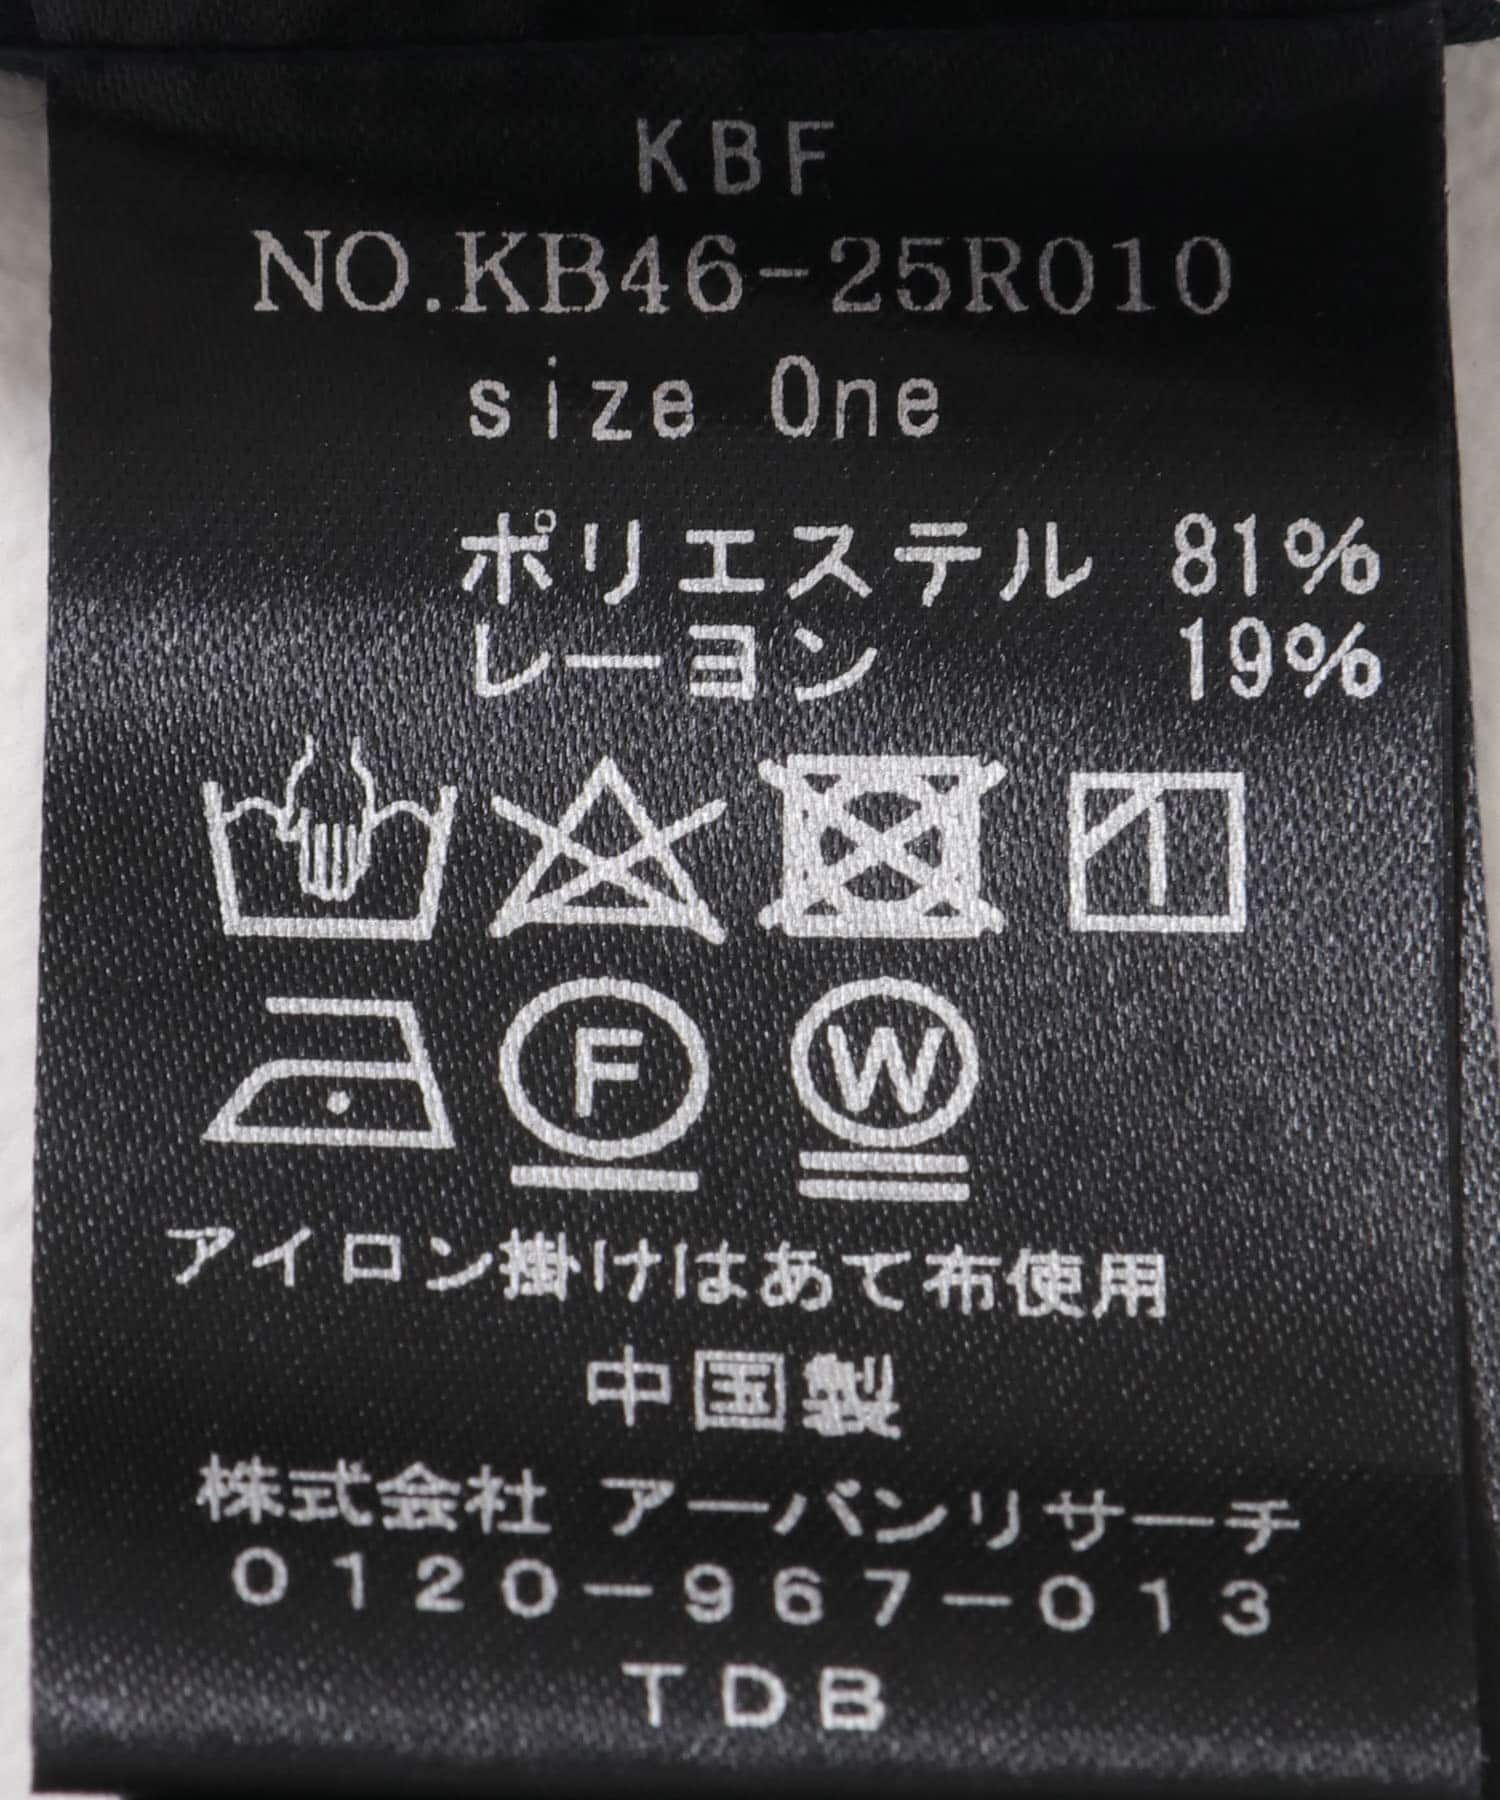 KBF
NO.KB46-25R010
size One
ポリエステル 81%
レーヨン 19%
F W
アイロン掛けはあて布使用
中国製
株式会社 アーバンリサーチ
0120-967-013
TDB